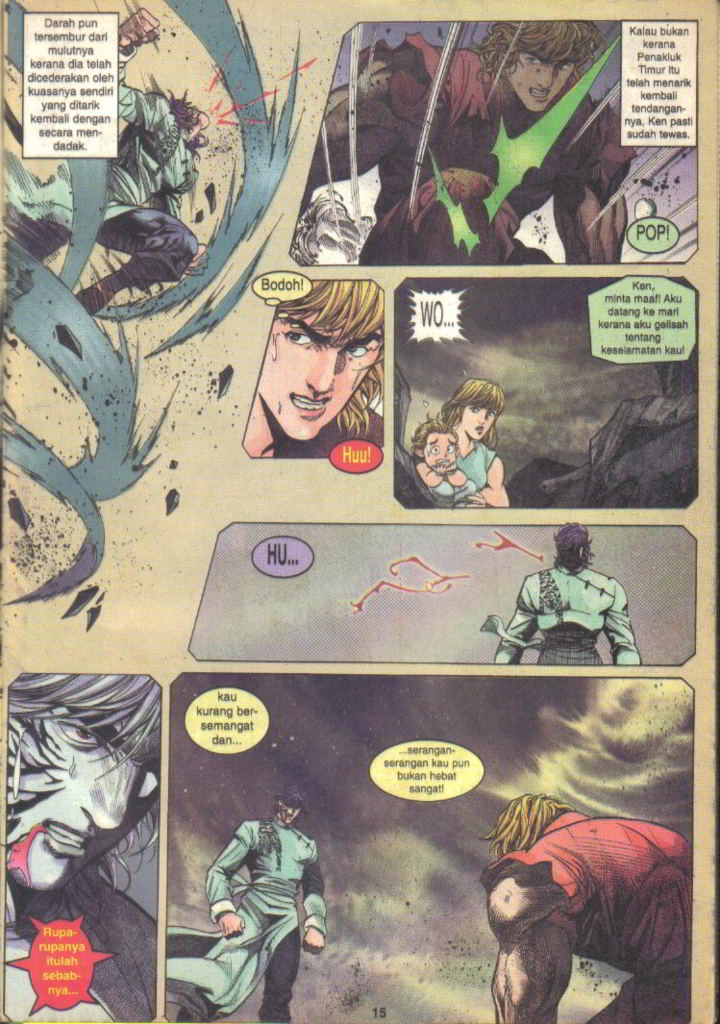 Darah pun
tersembur dari
mulutnya
kerana dia telah
dicederakan oleh
kuasanya sendiri
yang ditarik
kembali dengan
secara men-
dadak.
Kalau bukan
kerana
Penakluk
Timur itu
telah menarik
kembali
tendangan-
nya, Ken pasti
sudah tewas.
POP!
Bodoh!
Huu!
WO...
Ken,
minta maaf! Aku
datang ke mari
kerana aku gelisah
tentang
keselamatan kau!
HU...
Rupa-
rupanya
itulah
sebab-
nya...
kau
kurang ber-
semangat
dan...
...serangan-
serangan kau pun
bukan hebat
sangat!
15